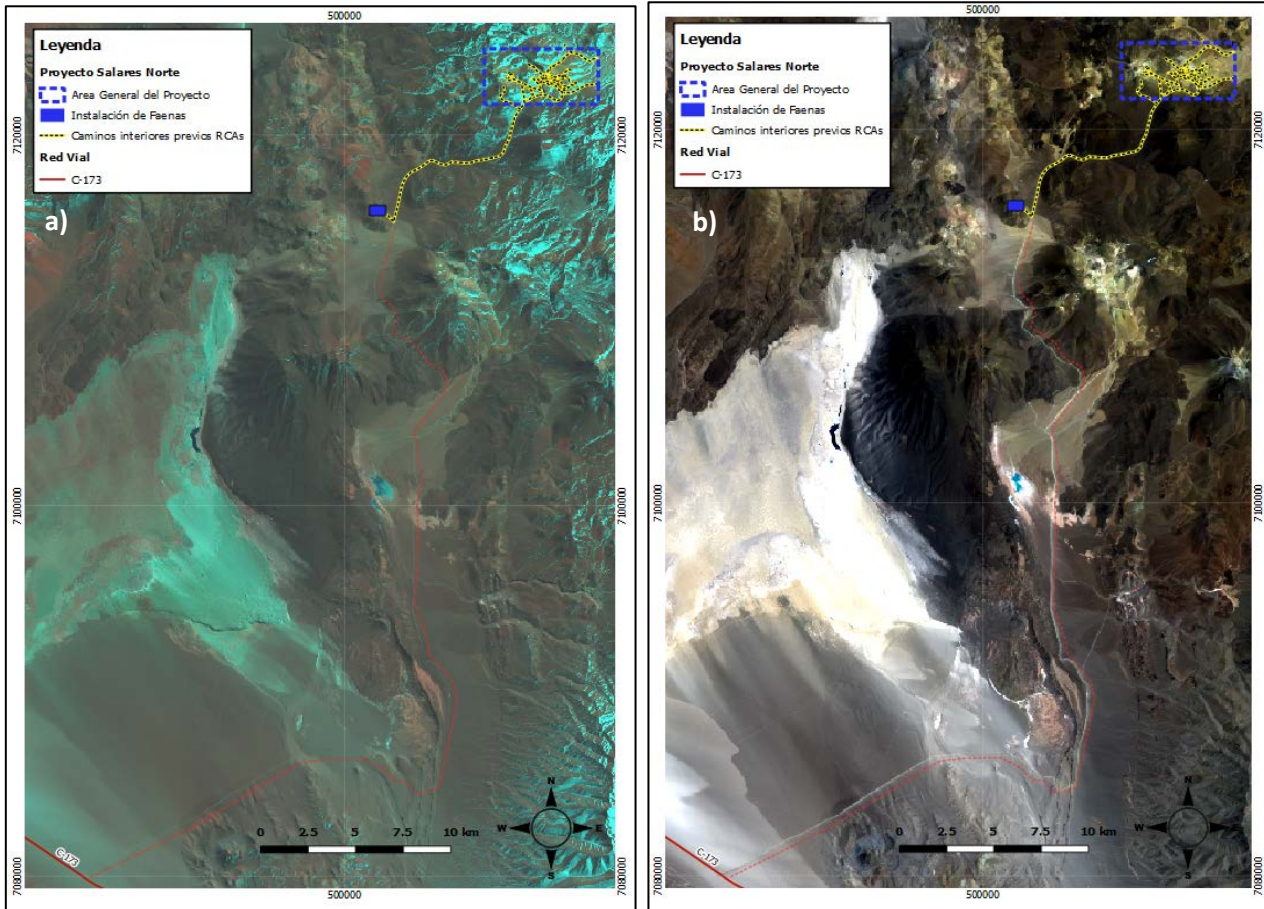 500000
Leyenda
Proyecto Salares Norte
Area General del Proyecto
Instalación de Faenas
Caminos interiores previos RCAs
Red Vial
C-173
a)
7120000
7120000
7100000
7100000
7080000
7080000
C-173
N
W
E
S
0 2.5 5 7.5 10 km
500000
500000
Leyenda
Proyecto Salares Norte
Area General del Proyecto
Instalación de Faenas
Caminos interiores previos RCAs
Red Vial
C-173
b)
7120000
7120000
7100000
7100000
7080000
7080000
C-173
N
W
E
S
0 2.5 5 7.5 10 km
500000